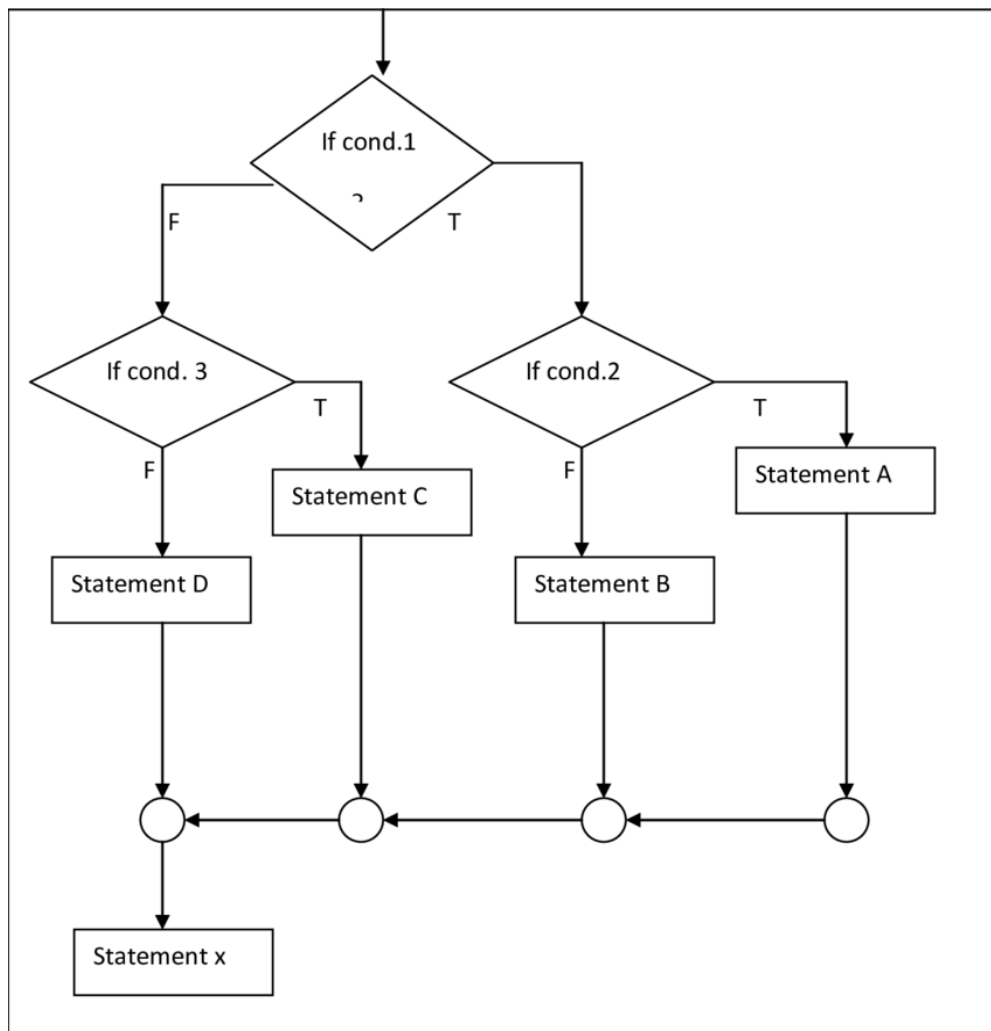 If cond.1
?
F
T
If cond. 3
If cond.2
T
T
F
F
Statement C
Statement A
Statement D
Statement B
Statement x